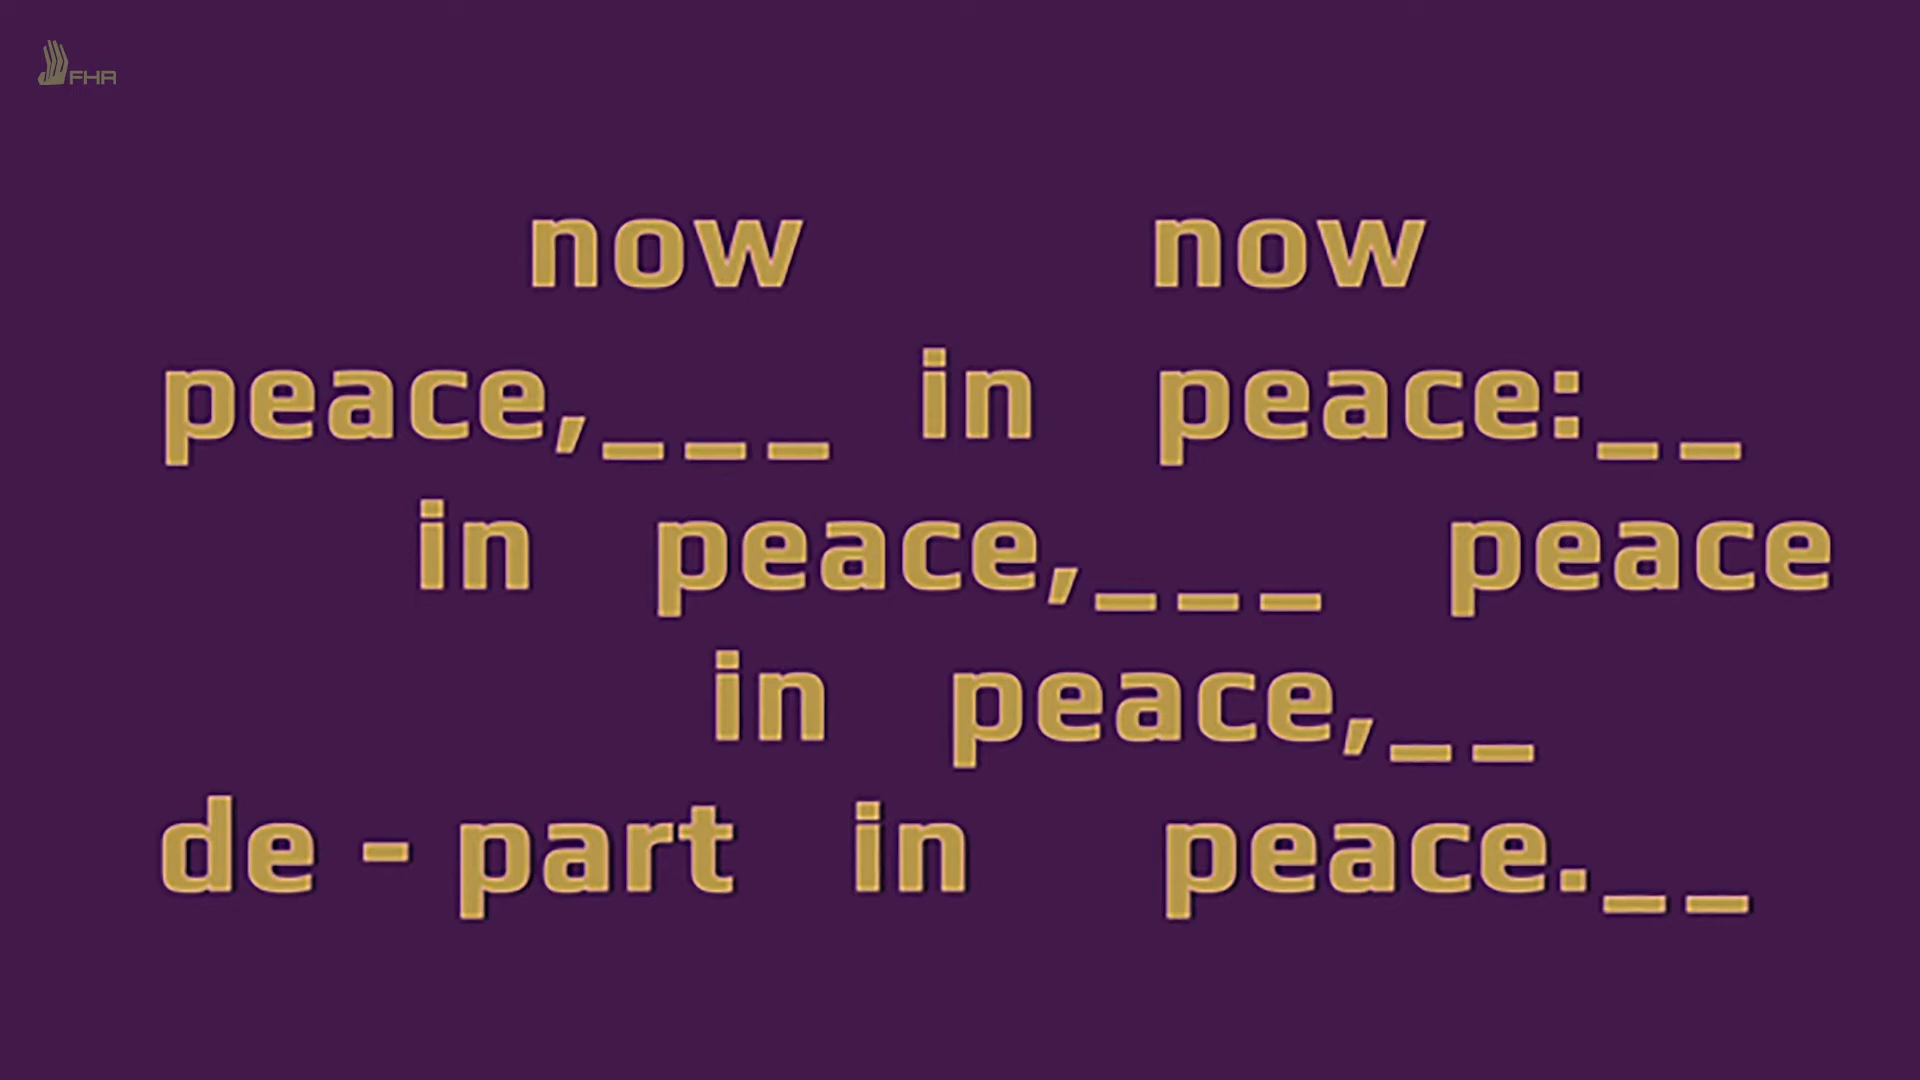 FHR
now now
peace,___ in peace:__
in peace,___ peace
in peace,__
de - part in peace.__